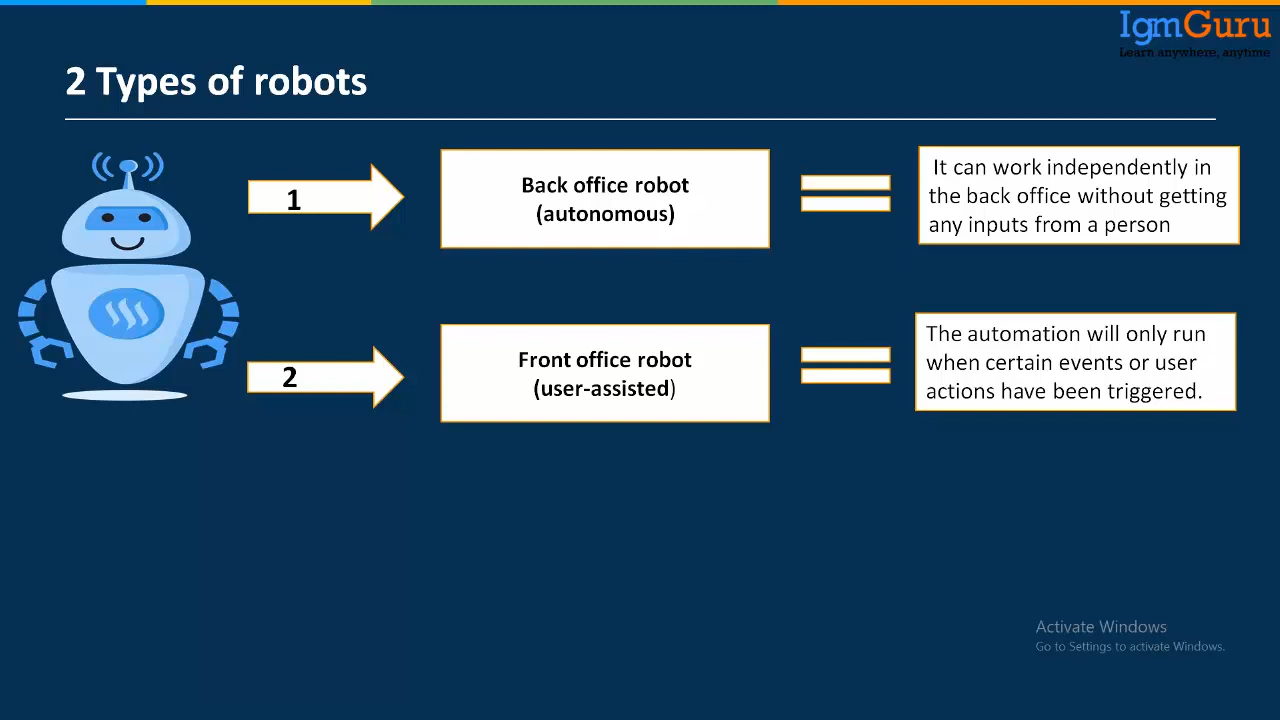 IgmGuru
Learn anywhere, anytime
2 Types of robots
1
Back office robot
(autonomous)
It can work independently in
the back office without getting
any inputs from a person
2
Front office robot
(user-assisted)
The automation will only run
when certain events or user
actions have been triggered.
Activate Windows
Go to Settings to activate Windows.